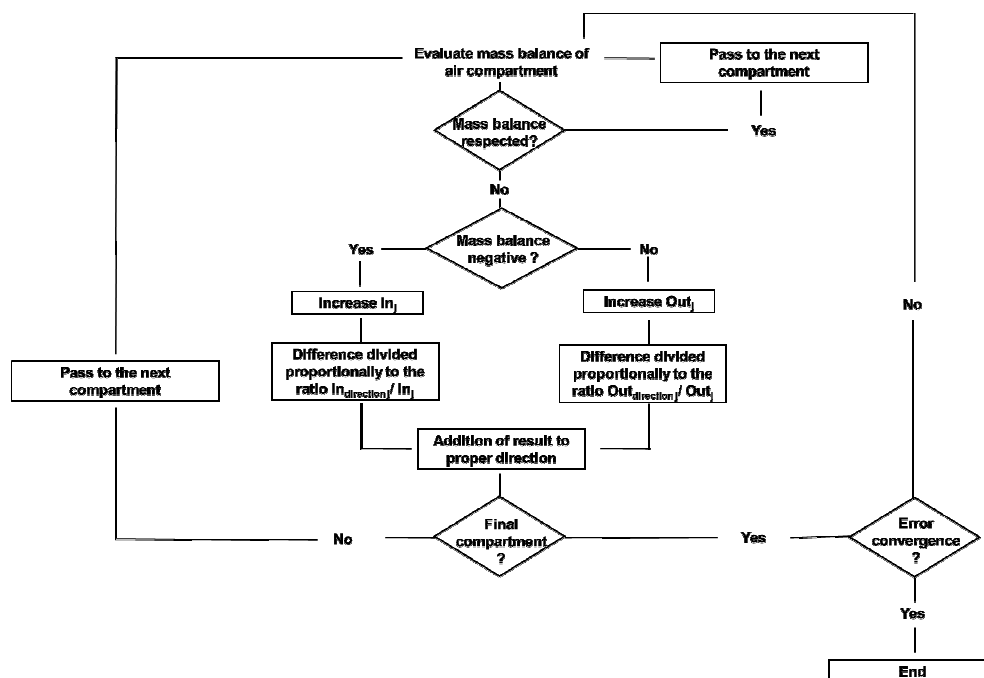 Evaluate mass balance of
air compartment
Pass to the next
compartment
Mass balance
respected?
Yes
No
Mass balance
negative ?
Yes
No
Increase Inj
Increase Outj
No
Pass to the next
compartment
Difference divided
proportionally to the
ratio Indirection j/ Inj
Difference divided
proportionally to the
ratio Outdirection j/ Outj
Addition of result to
proper direction
Final
compartment
?
No
Yes
Error
convergence
?
Yes
End